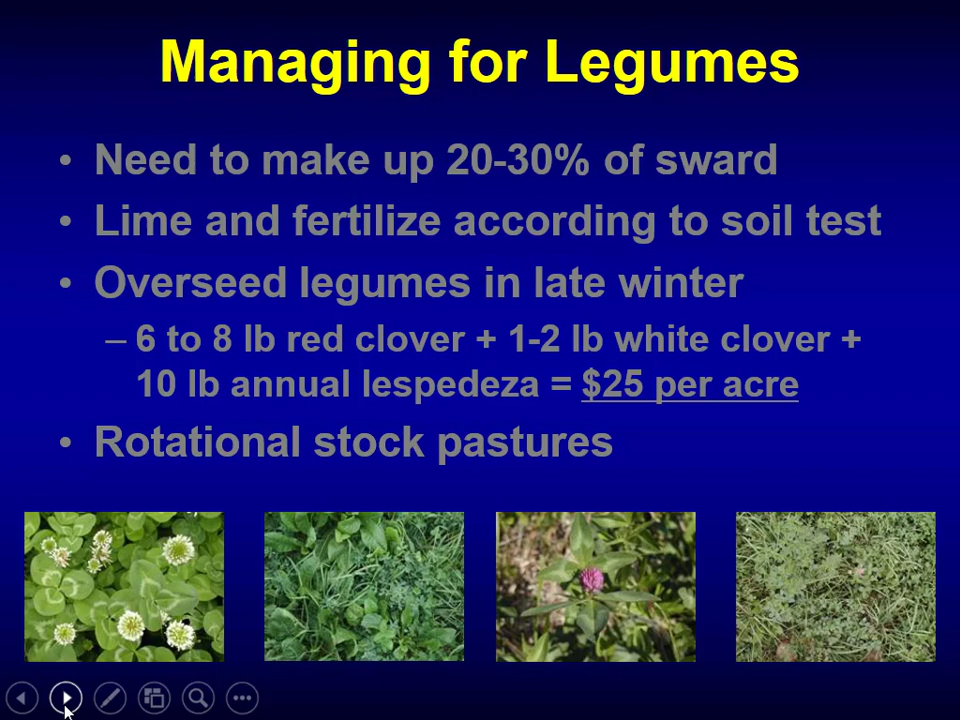 Managing for Legumes
• Need to make up 20-30% of sward
• Lime and fertilize according to soil test
• Overseed legumes in late winter
– 6 to 8 lb red clover + 1-2 lb white clover +
10 lb annual lespedeza = $25 per acre
• Rotational stock pastures